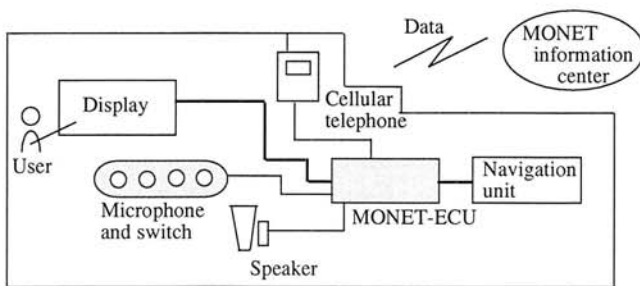 Data
MONET
information
center
Display
Cellular
telephone
User
Microphone
and switch
MONET-ECU
Navigation
unit
Speaker